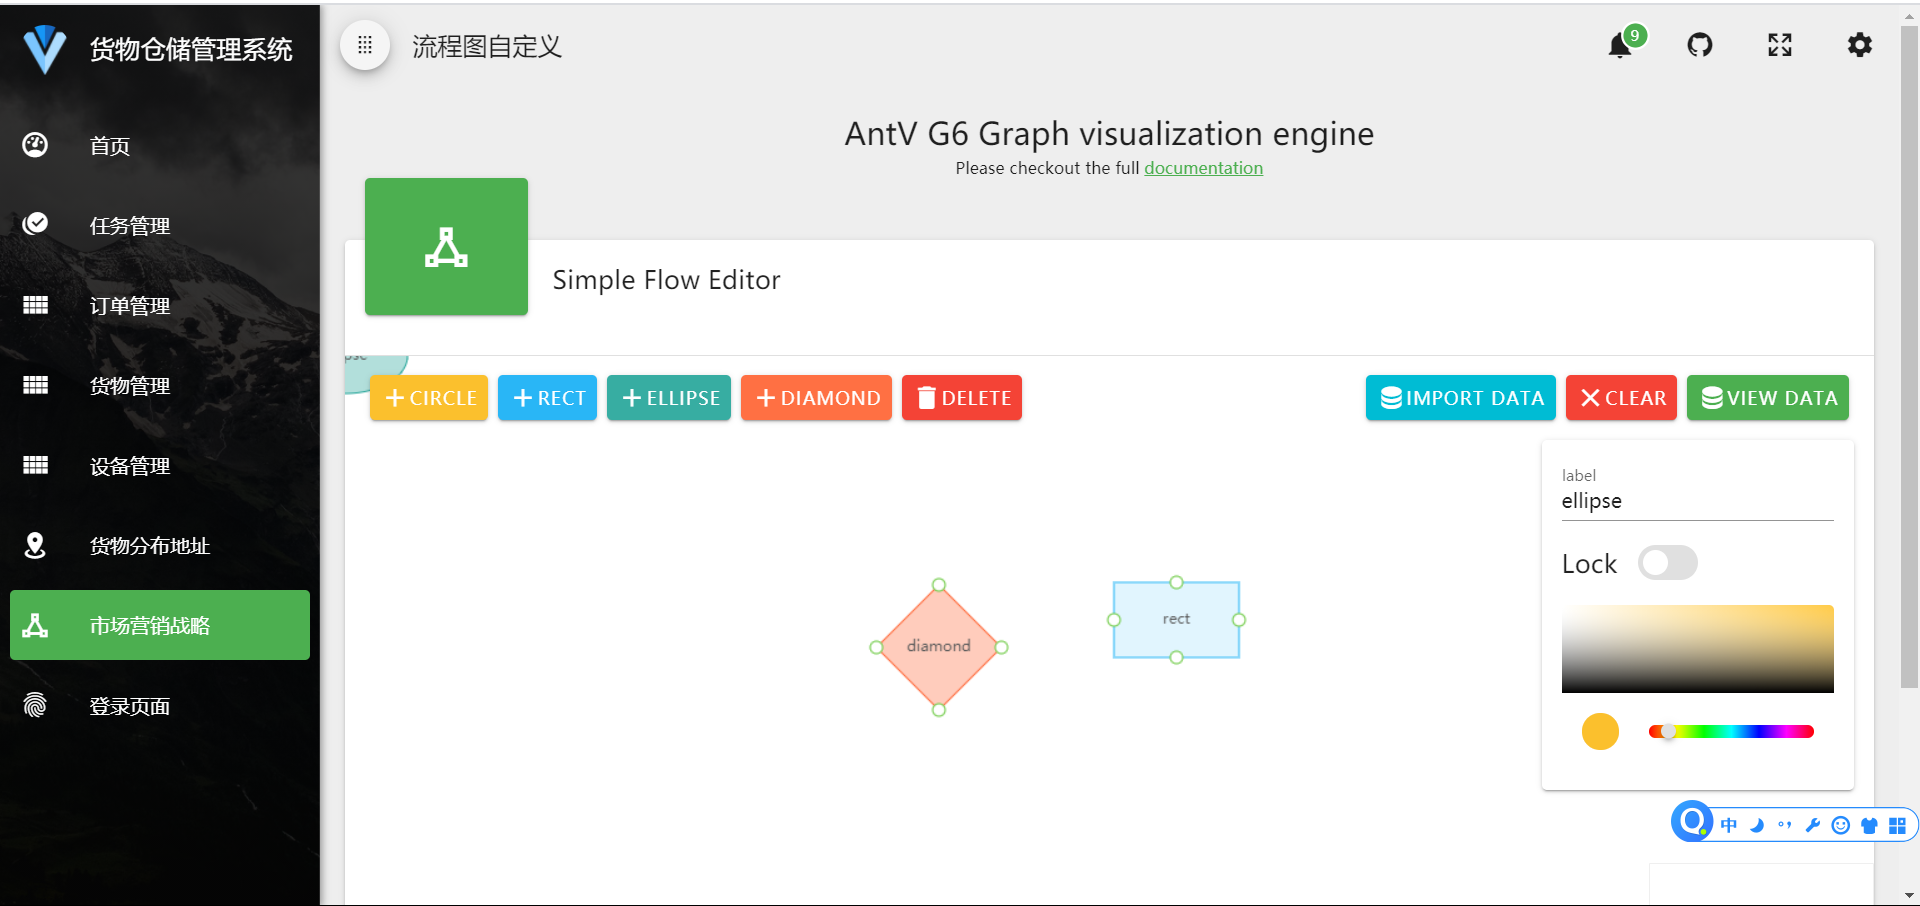 货物仓储管理系统
首页
任务管理
订单管理
货物管理
设备管理
货物分布地址
市场营销战略
登录页面
流程图自定义
9
AntV G6 Graph visualization engine
Please checkout the full documentation
Simple Flow Editor
CIRCLE
RECT
ELLIPSE
DIAMOND
DELETE
IMPORT DATA
CLEAR
VIEW DATA
diamond
rect
label
ellipse
Lock
中